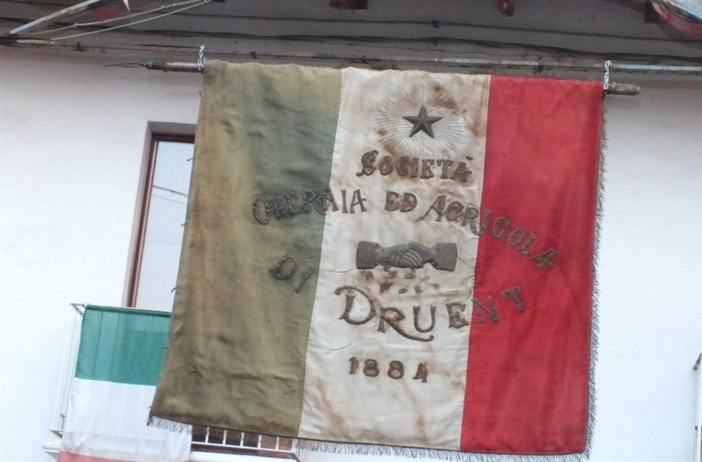 SOCIETÀ
OPERAIA ED AGRICOLA
DI DRUENT
1884